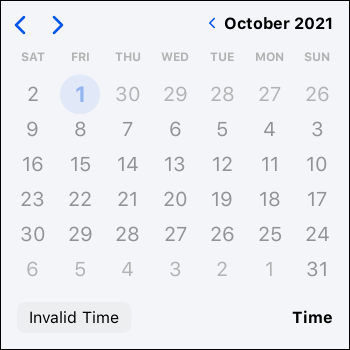 October 2021
SAT FRI THU WED TUE MON SUN
2 1 30 29 28 27 26
9 8 7 6 5 4 3
16 15 14 13 12 11 10
23 22 21 20 19 18 17
30 29 28 27 26 25 24
6 5 4 3 2 1 31
Invalid Time Time